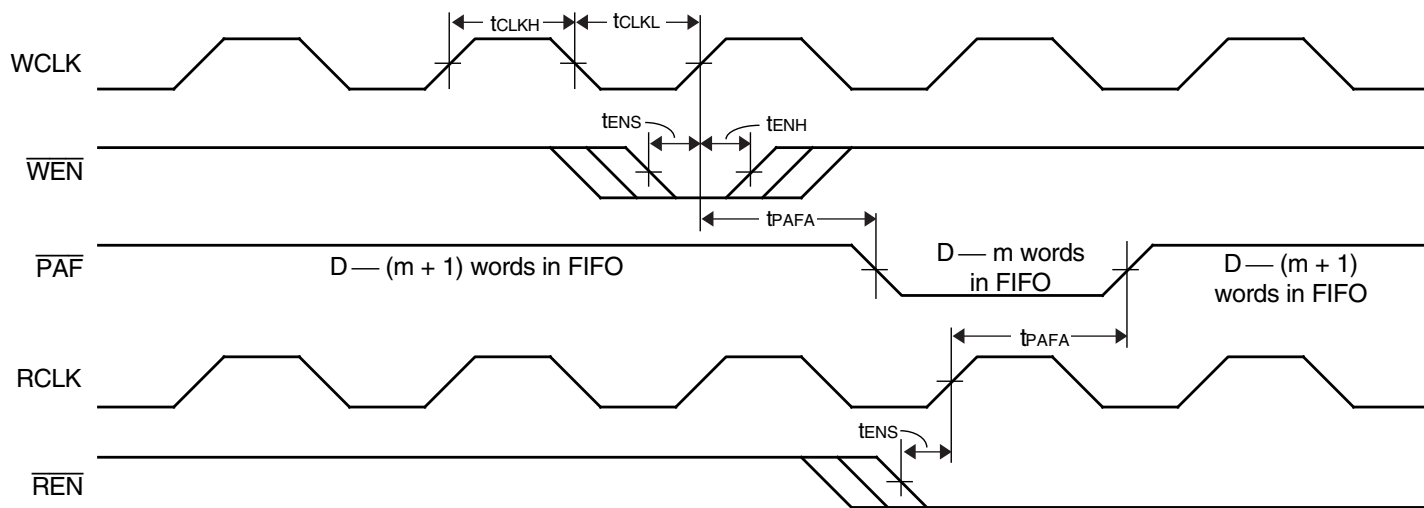 tCLKH tCLKL
WCLK
tENS tENH
WEN
tPAFA
PAF
D — (m + 1) words in FIFO
D — m words
in FIFO
D — (m + 1)
words in FIFO
tPAFA
RCLK
tENS
REN